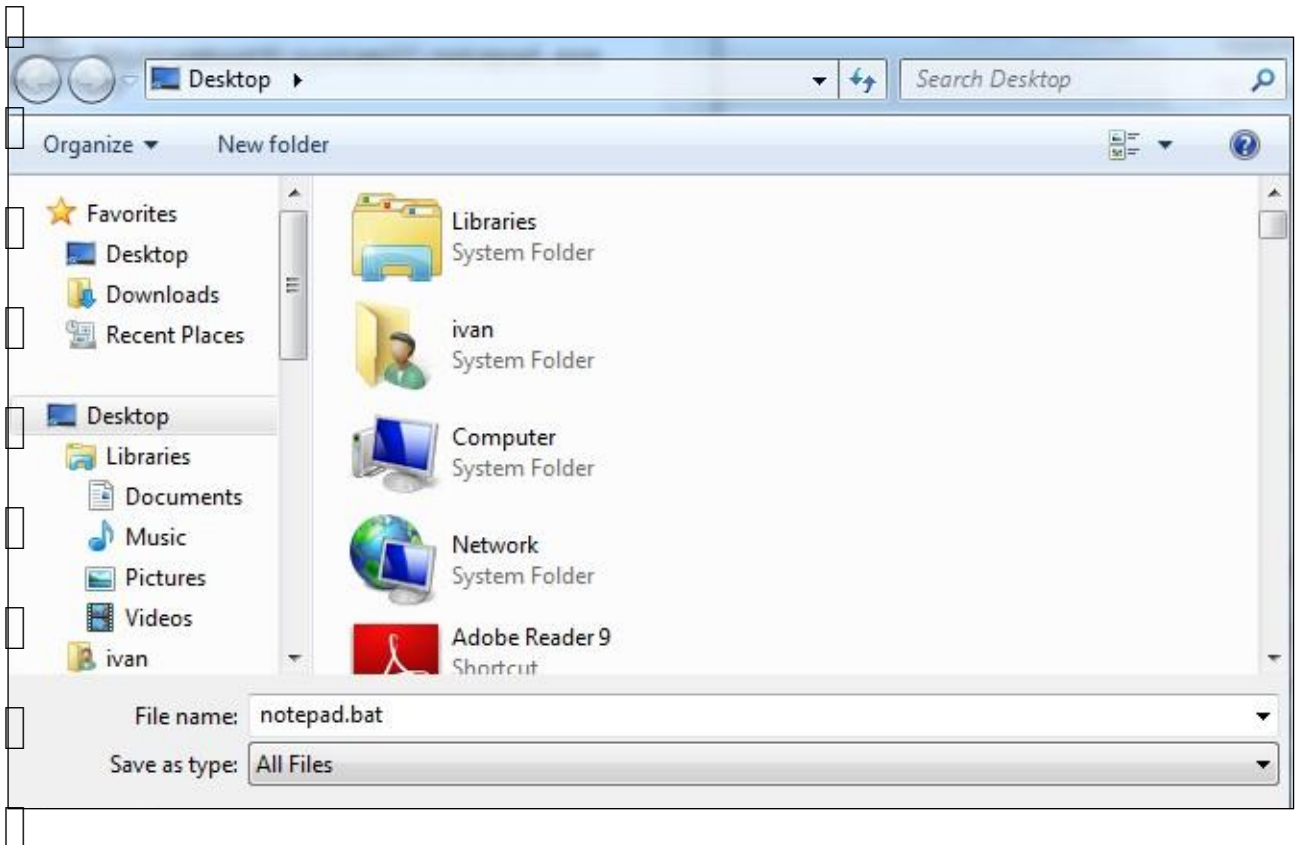 Desktop
Search Desktop
Organize
New folder
Favorites
Desktop
Downloads
Recent Places
Desktop
Libraries
Documents
Music
Pictures
Videos
ivan
Libraries
System Folder
ivan
System Folder
Computer
System Folder
Network
System Folder
Adobe Reader 9
Shortcut
File name: notepad.bat
Save as type: All Files